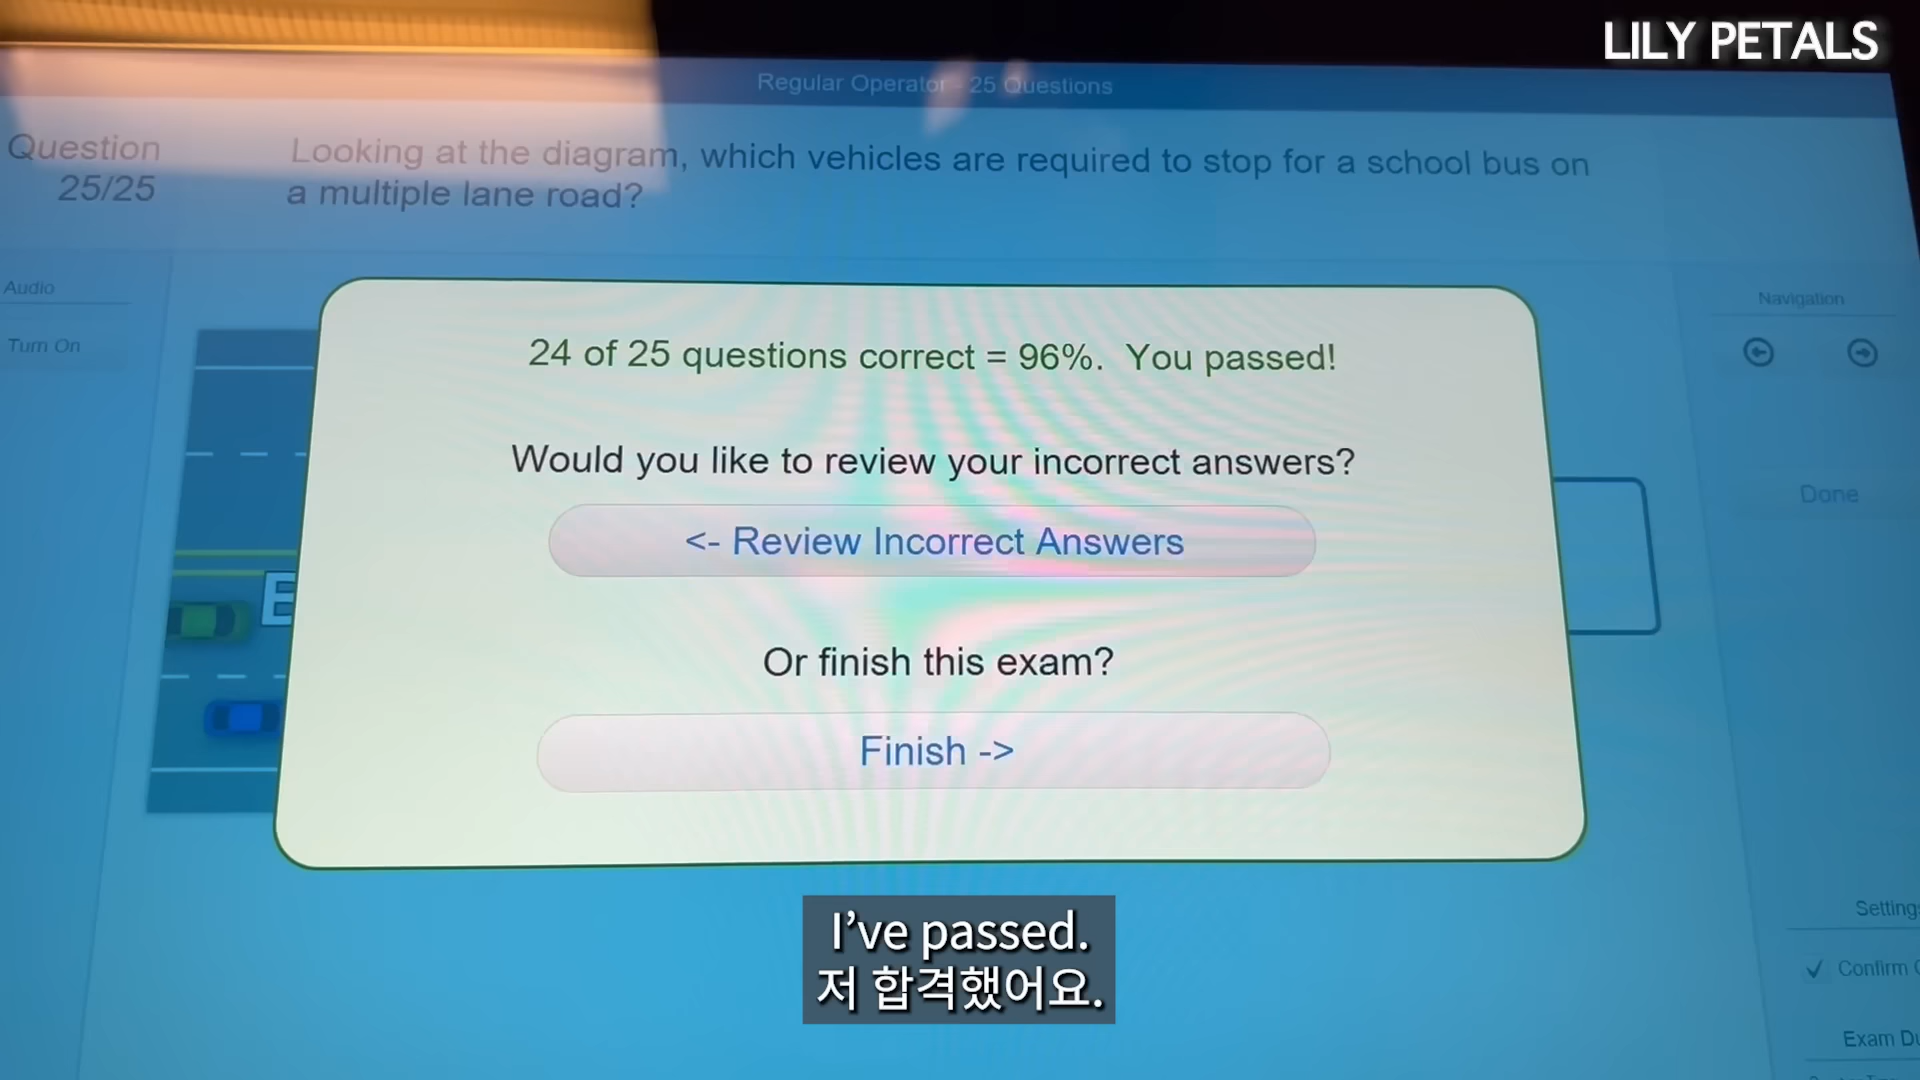 LILY PETALS
Regular Operator - 25 Questions
Question
25/25
Looking at the diagram, which vehicles are required to stop for a school bus on
a multiple lane road?
Audio
Turn On
Navigation
Done
E
24 of 25 questions correct = 96%.  You passed!
Would you like to review your incorrect answers?
<- Review Incorrect Answers
Or finish this exam?
Finish ->
Settings
✓ Confirm
Exam
I've passed.
저 합격했어요.